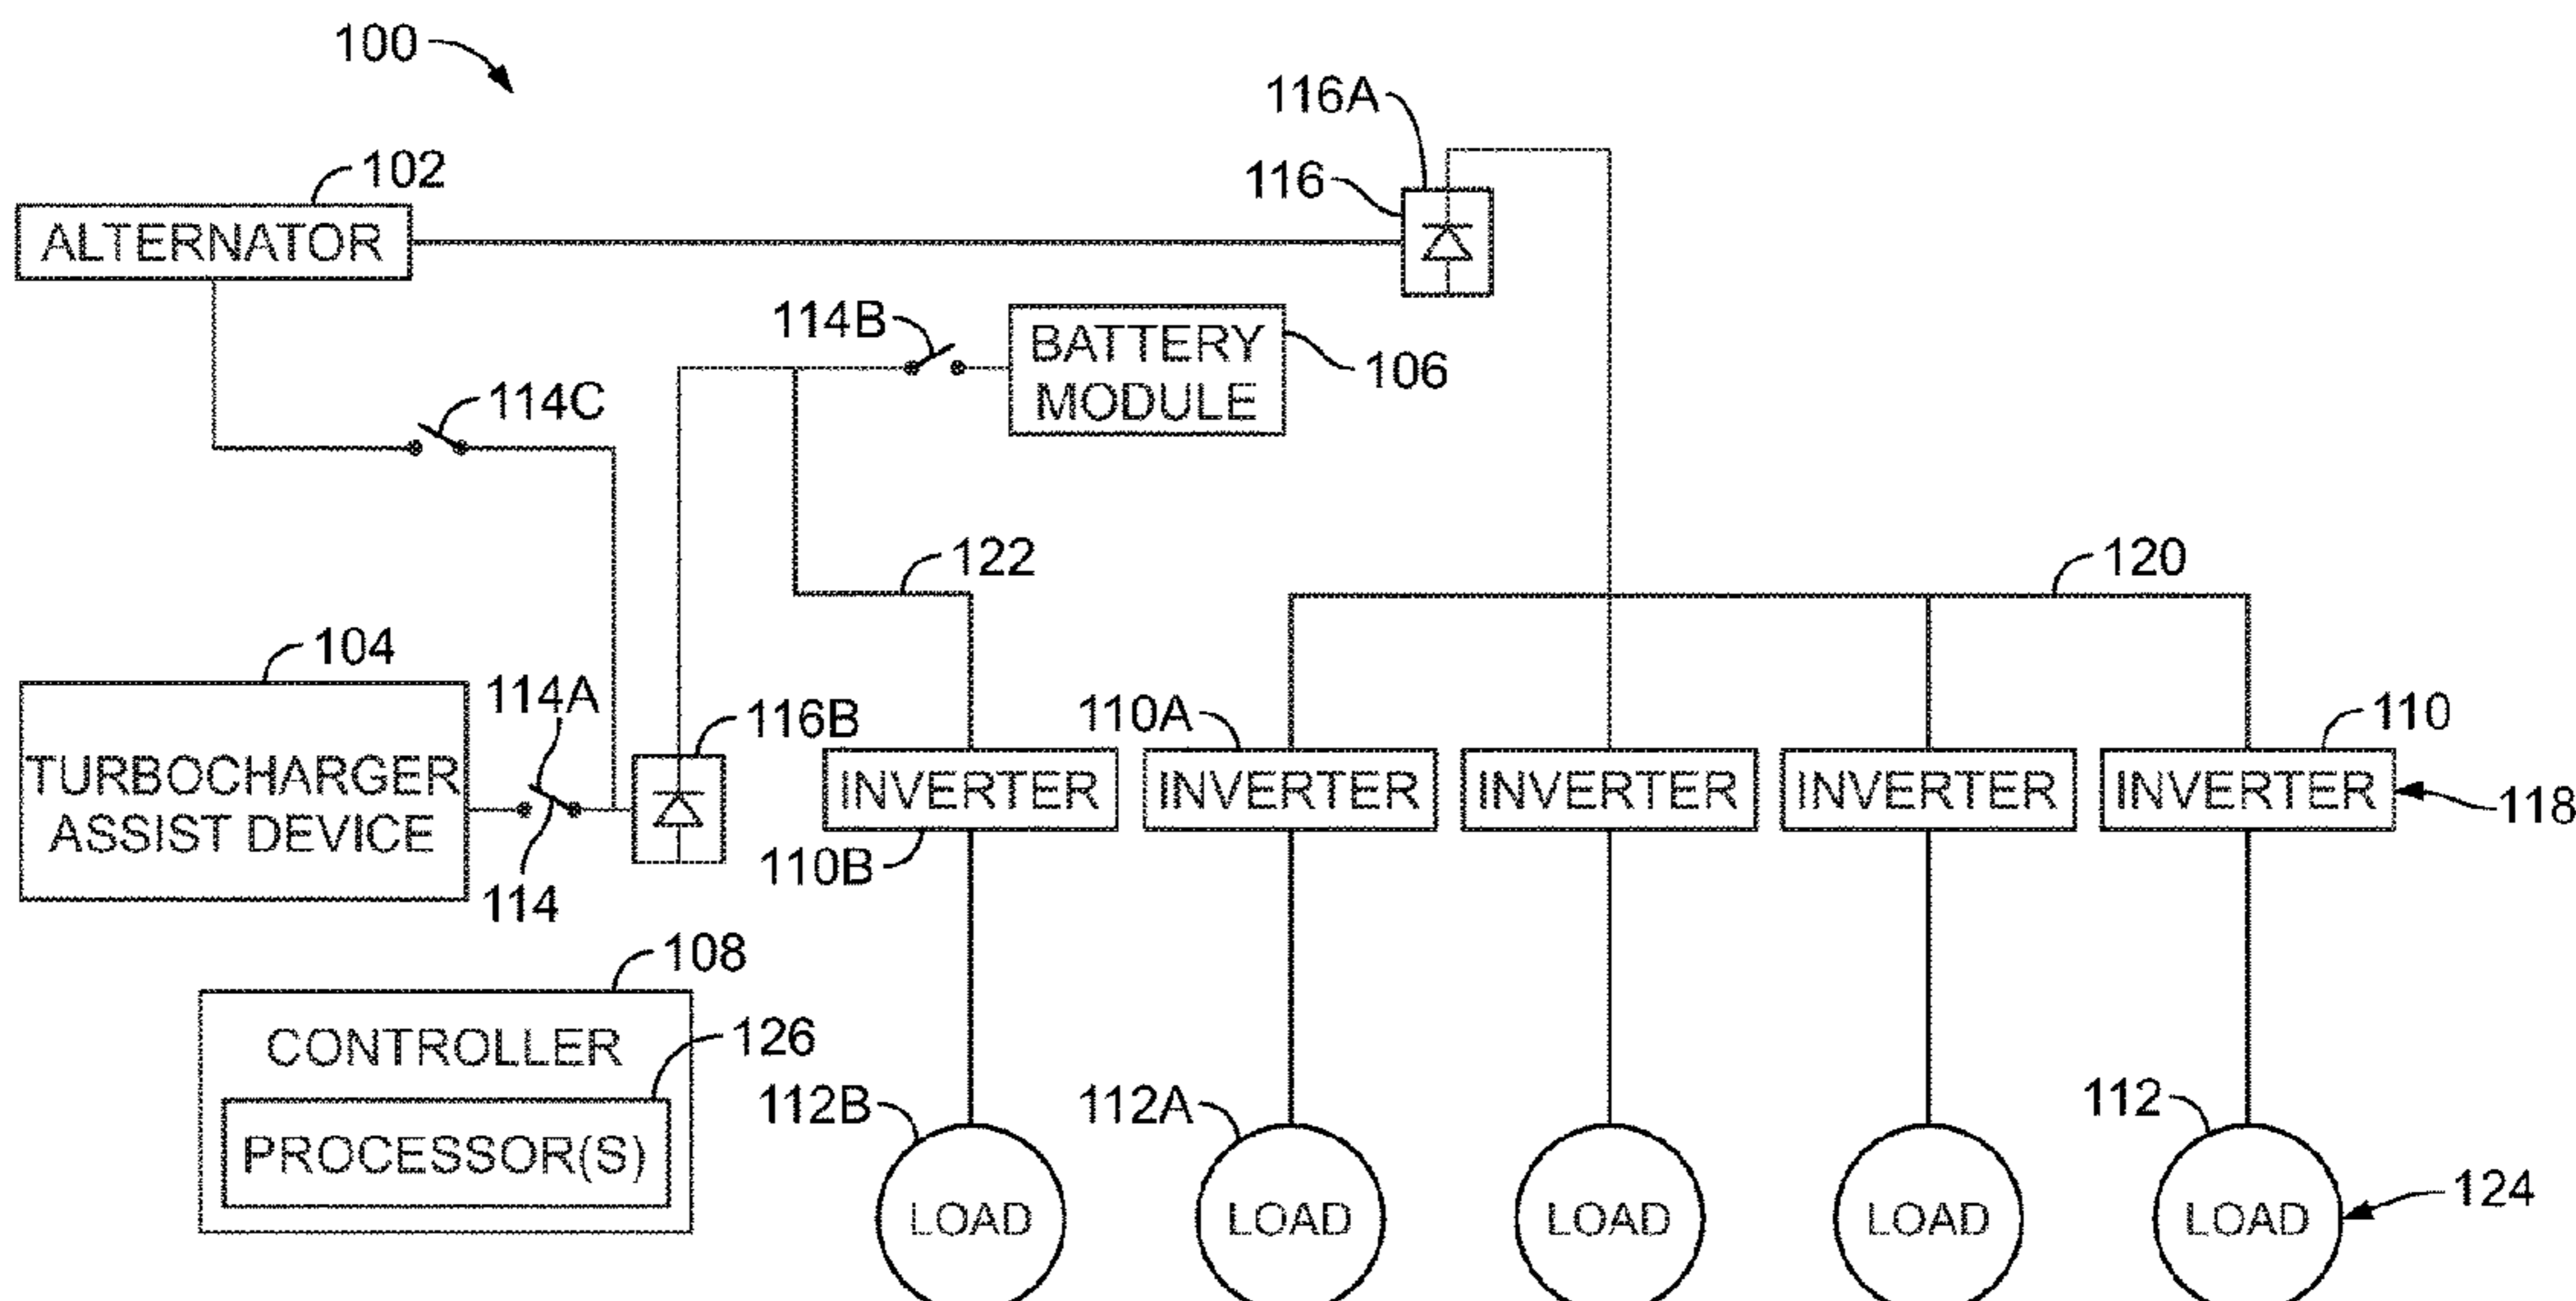 100
116A
102
116
ALTERNATOR
114B
BATTERY
MODULE
106
114C
122
120
104
114A
116B
110A
110
TURBOCHARGER
ASSIST DEVICE
INVERTER
INVERTER
INVERTER
INVERTER
INVERTER
118
110B
114
108
CONTROLLER
126
112B
112A
112
PROCESSOR(S)
LOAD
LOAD
LOAD
LOAD
LOAD
124